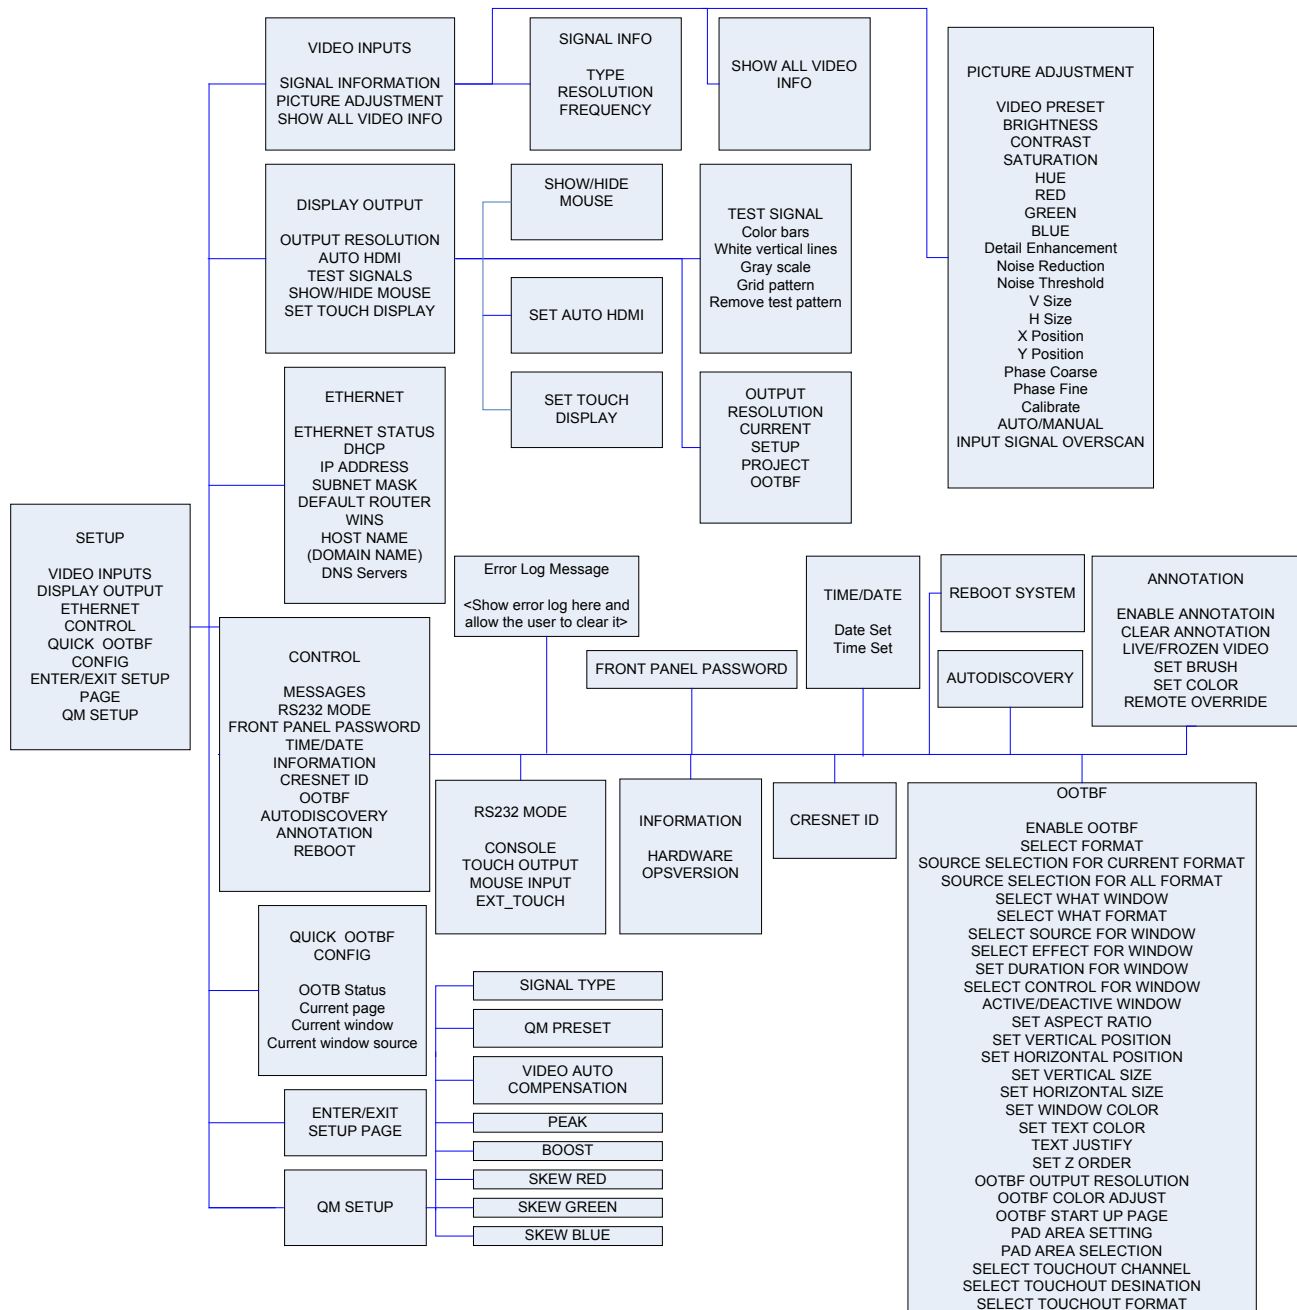 SETUP
VIDEO INPUTS
DISPLAY OUTPUT
ETHERNET
CONTROL
QUICK OOTBF
CONFIG
ENTER/EXIT SETUP
PAGE
QM SETUP
VIDEO INPUTS
SIGNAL INFORMATION
PICTURE ADJUSTMENT
SHOW ALL VIDEO INFO
SIGNAL INFO
TYPE
RESOLUTION
FREQUENCY
SHOW ALL VIDEO
INFO
PICTURE ADJUSTMENT
VIDEO PRESET
BRIGHTNESS
CONTRAST
SATURATION
HUE
RED
GREEN
BLUE
Detail Enhancement
Noise Reduction
Noise Threshold
V Size
H Size
X Position
Y Position
Phase Coarse
Phase Fine
Calibrate
AUTO/MANUAL
INPUT SIGNAL OVERSCAN
DISPLAY OUTPUT
OUTPUT RESOLUTION
AUTO HDMI
TEST SIGNALS
SHOW/HIDE MOUSE
SET TOUCH DISPLAY
SHOW/HIDE
MOUSE
SET AUTO HDMI
SET TOUCH
DISPLAY
TEST SIGNAL
Color bars
White vertical lines
Gray scale
Grid pattern
Remove test pattern
OUTPUT
RESOLUTION
CURRENT
SETUP
PROJECT
OOTBF
ETHERNET
ETHERNET STATUS
DHCP
IP ADDRESS
SUBNET MASK
DEFAULT ROUTER
WINS
HOST NAME
(DOMAIN NAME)
DNS Servers
CONTROL
MESSAGES
RS232 MODE
FRONT PANEL PASSWORD
TIME/DATE
INFORMATION
CRESNET ID
OOTBF
AUTODISCOVERY
ANNOTATION
REBOOT
Error Log Message
<Show error log here and
allow the user to clear it>
FRONT PANEL PASSWORD
TIME/DATE
Date Set
Time Set
REBOOT SYSTEM
AUTODISCOVERY
ANNOTATION
ENABLE ANNOTATOIN
CLEAR ANNOTATION
LIVE/FROZEN VIDEO
SET BRUSH
SET COLOR
REMOTE OVERRIDE
RS232 MODE
CONSOLE
TOUCH OUTPUT
MOUSE INPUT
EXT_TOUCH
INFORMATION
HARDWARE
OPSVERSION
CRESNET ID
OOTBF
ENABLE OOTBF
SELECT FORMAT
SOURCE SELECTION FOR CURRENT FORMAT
SOURCE SELECTION FOR ALL FORMAT
SELECT WHAT WINDOW
SELECT WHAT FORMAT
SELECT SOURCE FOR WINDOW
SELECT EFFECT FOR WINDOW
SET DURATION FOR WINDOW
SELECT CONTROL FOR WINDOW
ACTIVE/DEACTIVE WINDOW
SET ASPECT RATIO
SET VERTICAL POSITION
SET HORIZONTAL POSITION
SET VERTICAL SIZE
SET HORIZONTAL SIZE
SET WINDOW COLOR
SET TEXT COLOR
TEXT JUSTIFY
SET Z ORDER
OOTBF OUTPUT RESOLUTION
OOTBF COLOR ADJUST
OOTBF START UP PAGE
PAD AREA SETTING
PAD AREA SELECTION
SELECT TOUCHOUT CHANNEL
SELECT TOUCHOUT DESINATION
SELECT TOUCHOUT FORMAT
QUICK OOTBF
CONFIG
OOTB Status
Current page
Current window
Current window source
ENTER/EXIT
SETUP PAGE
QM SETUP
SIGNAL TYPE
QM PRESET
VIDEO AUTO
COMPENSATION
PEAK
BOOST
SKEW RED
SKEW GREEN
SKEW BLUE